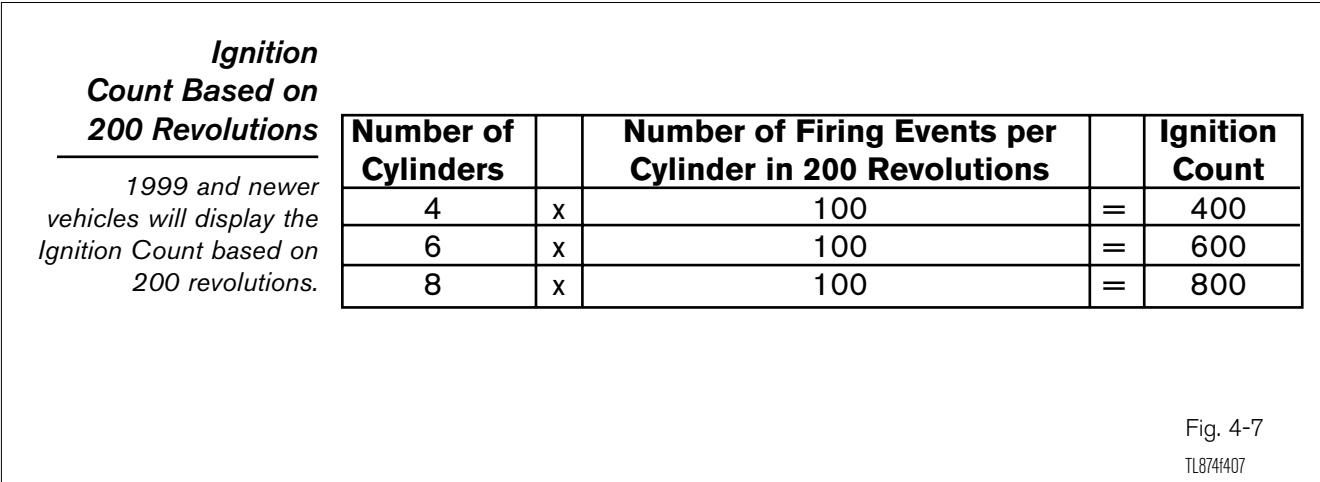 Ignition
Count Based on
200 Revolutions
1999 and newer
vehicles will display the
Ignition Count based on
200 revolutions.
Number of Cylinders | | Number of Firing Events per Cylinder in 200 Revolutions | | Ignition Count
4 x 100 = 400
6 x 100 = 600
8 x 100 = 800
Fig. 4-7
TL874f407